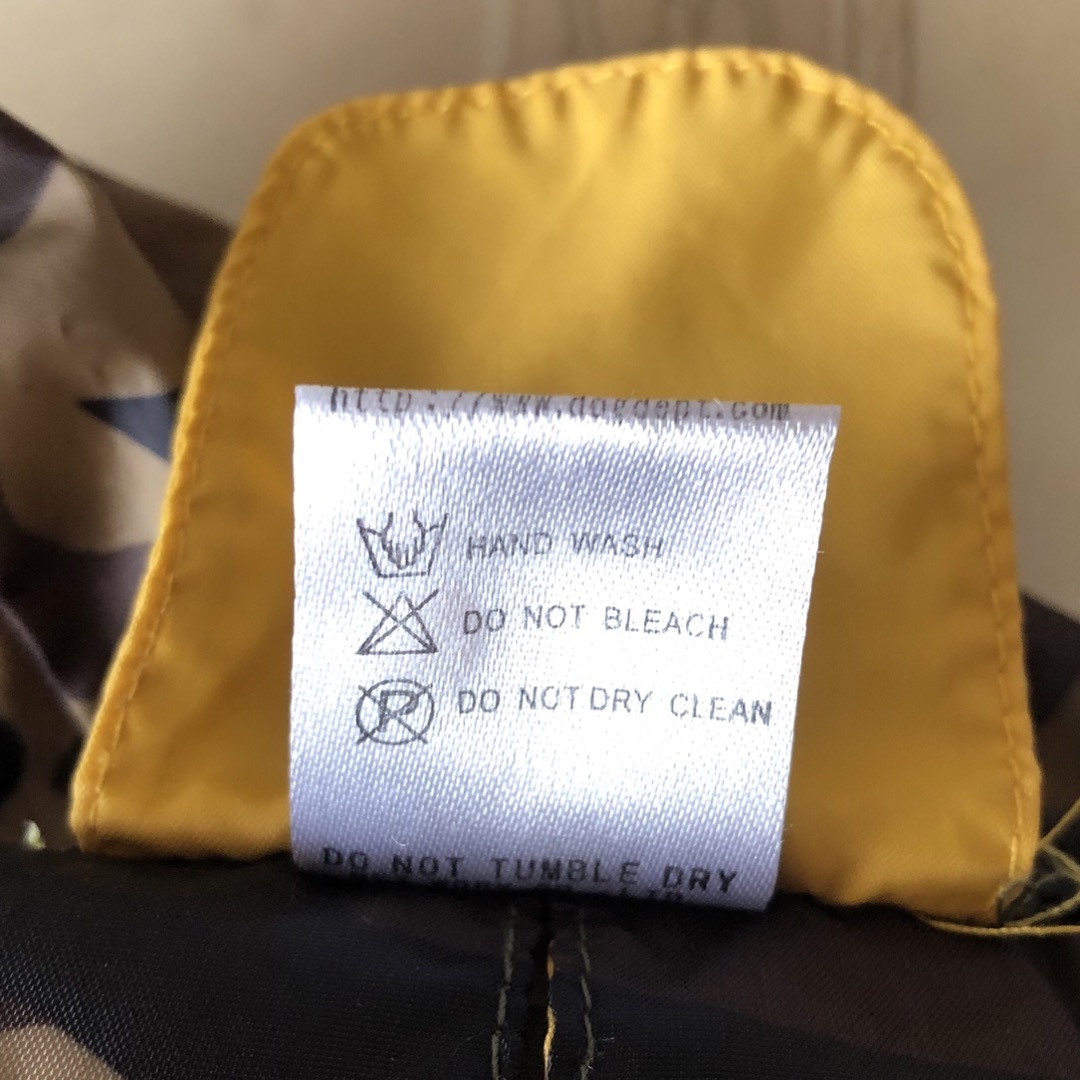 http://www.dogdept.com
HAND WASH
DO NOT BLEACH
P DO NOT DRY CLEAN
DO NOT TUMBLE DRY